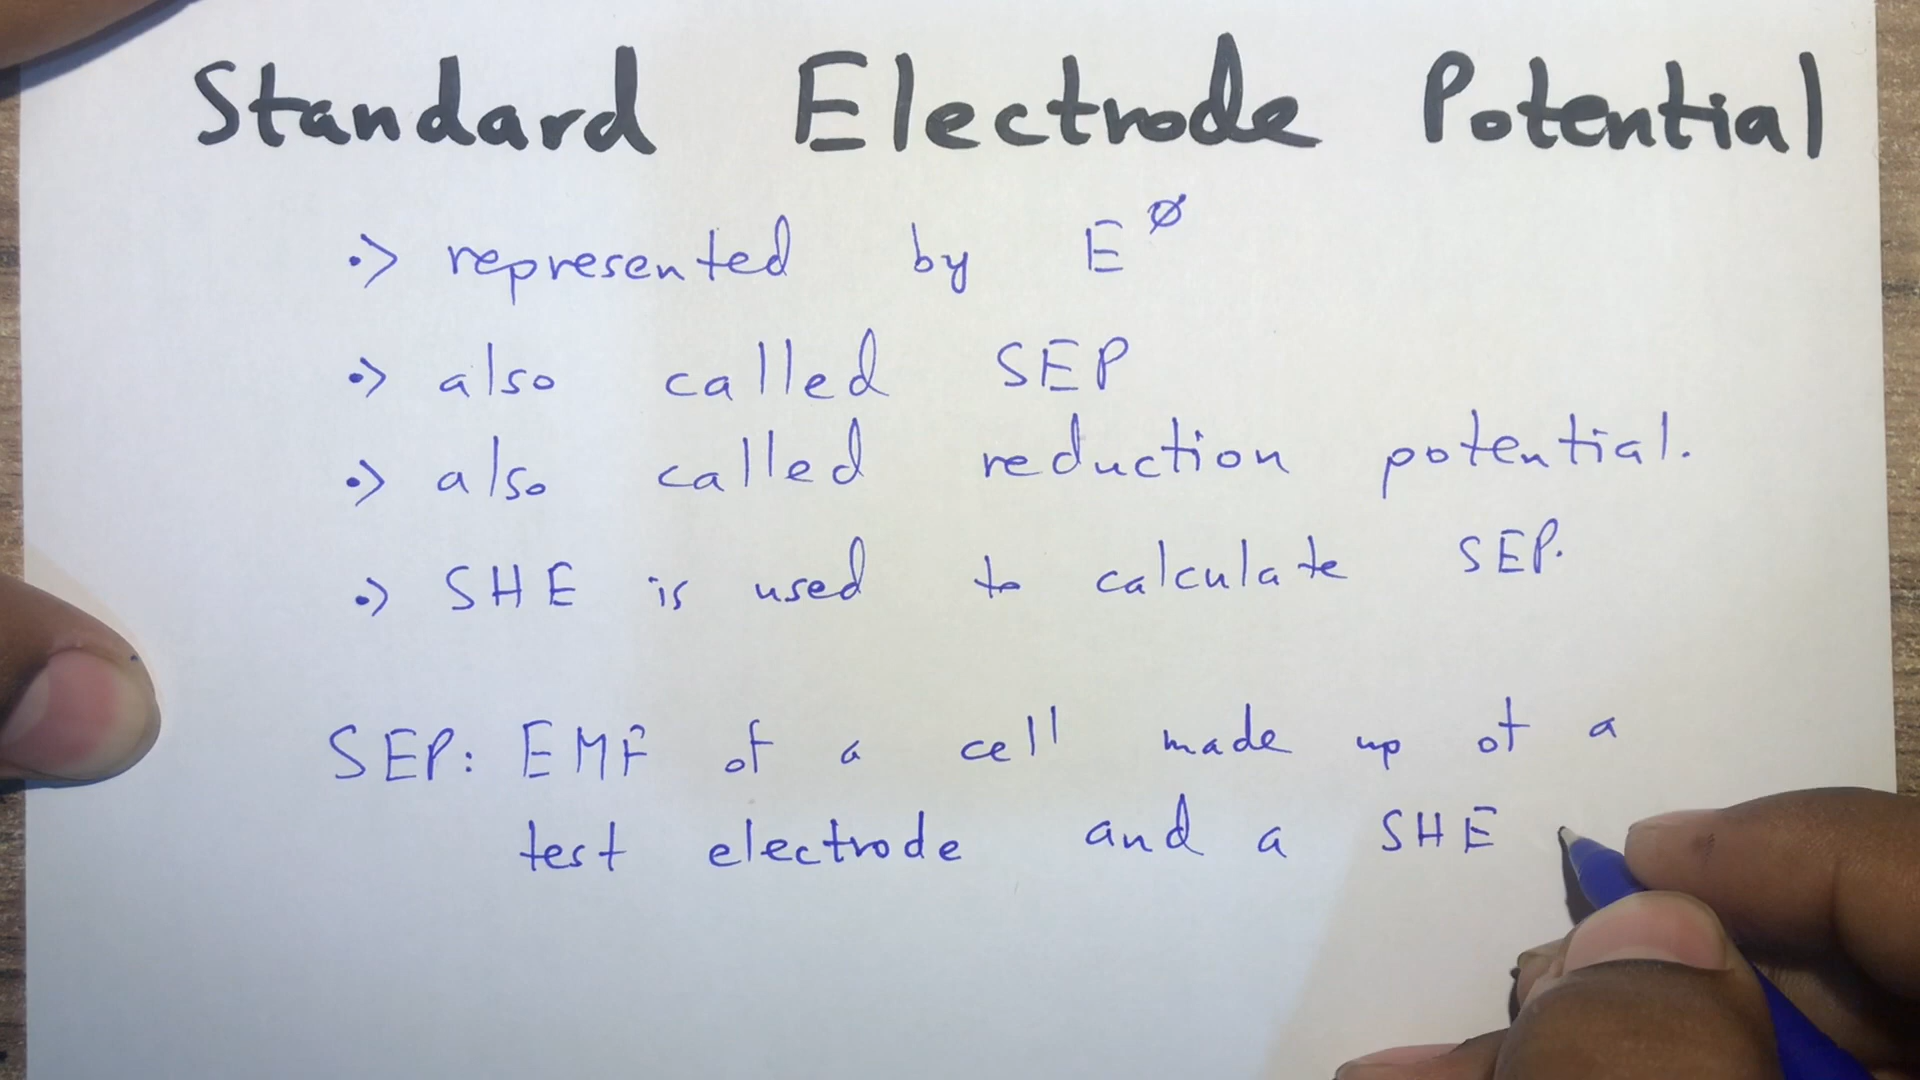 Standard Electrode Potential
•> represented by E^ø
•> also called SEP
•> also called reduction potential.
•> SHE is used to calculate SEP.
SEP: EMF of a cell made up of a
test electrode and a SHE